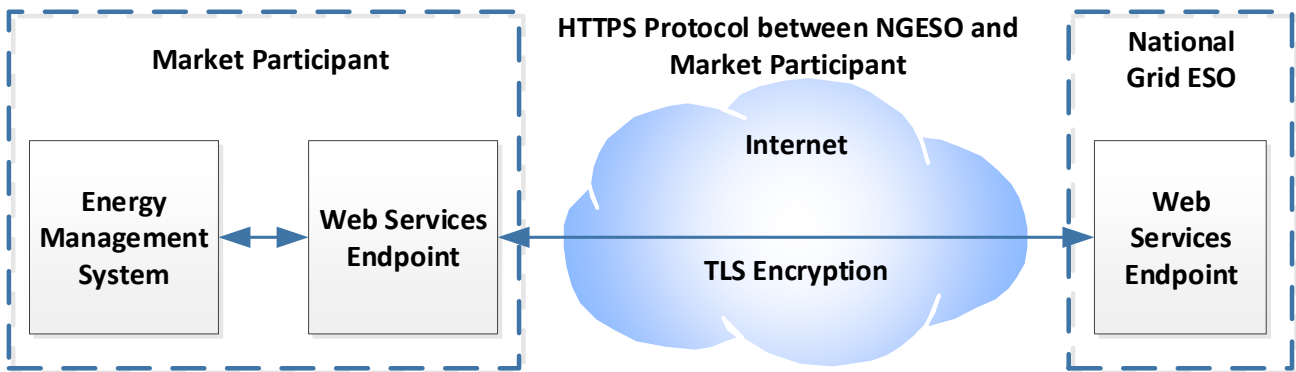 Market Participant
HTTPS Protocol between NGESO and
Market Participant
National
Grid ESO
Energy
Management
System
Web Services
Endpoint
Internet
TLS Encryption
Web
Services
Endpoint